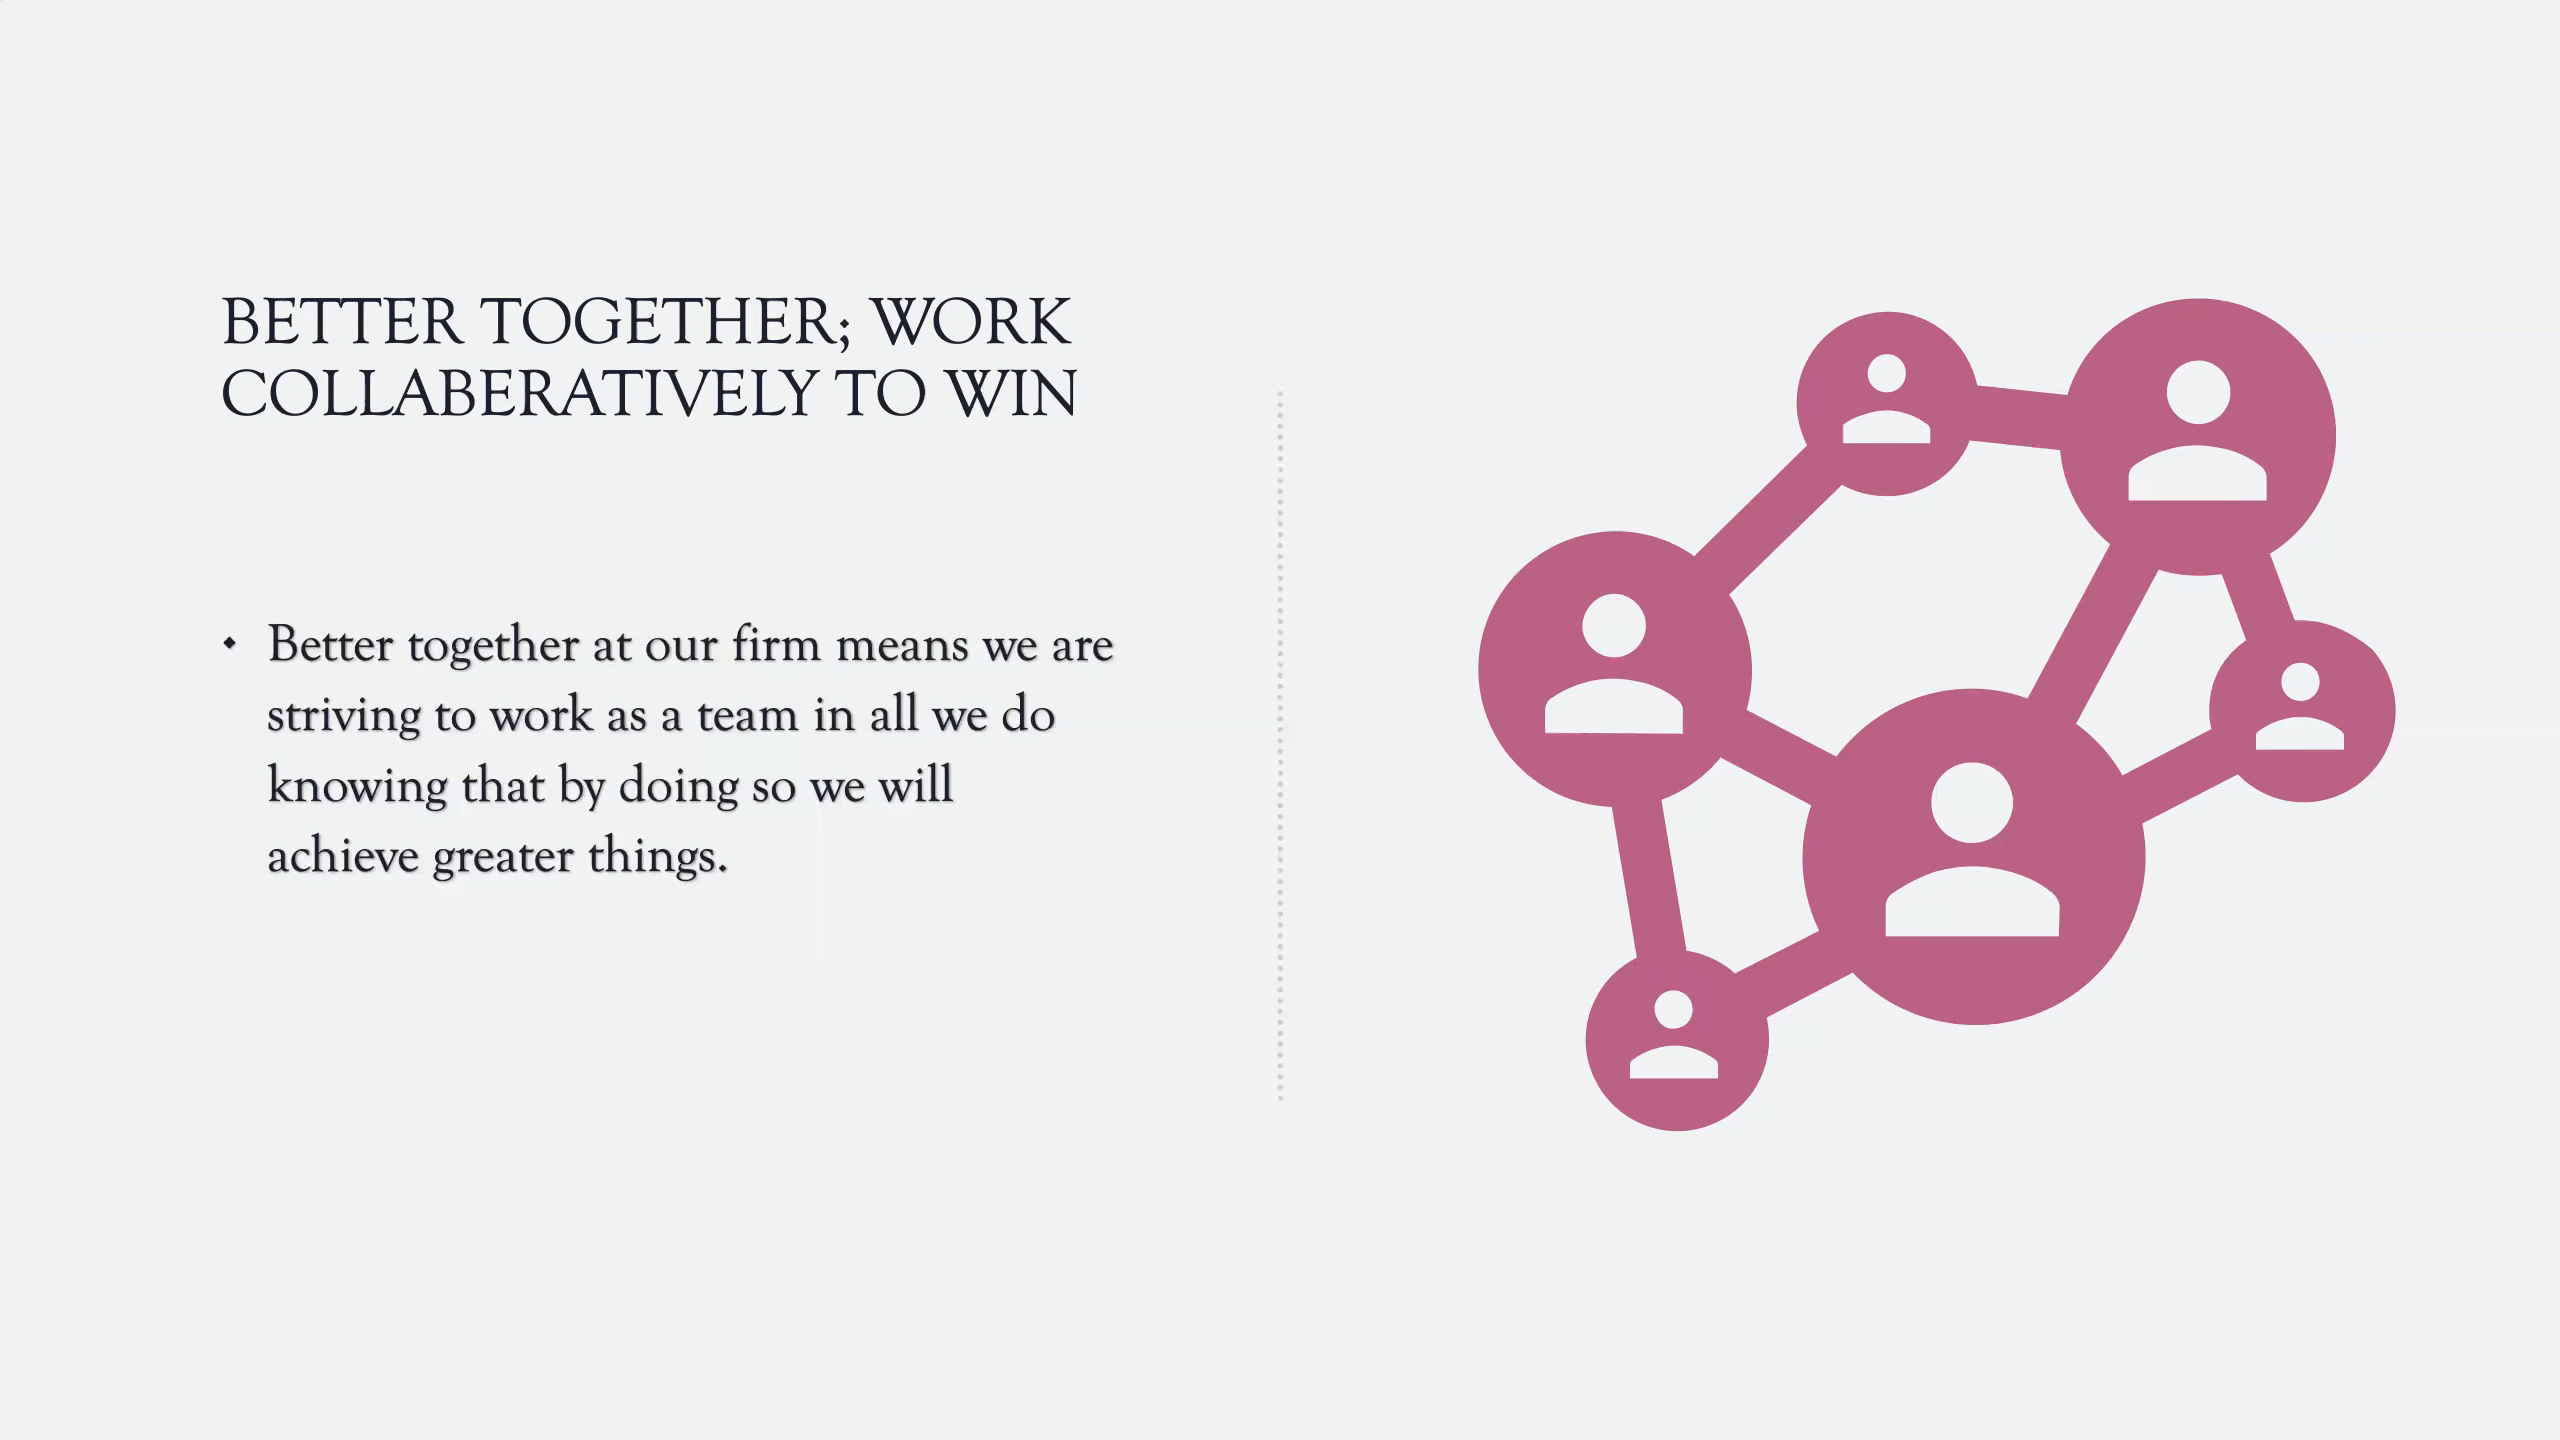 BETTER TOGETHER; WORK
COLLABERATIVELY TO WIN
• Better together at our firm means we are
striving to work as a team in all we do
knowing that by doing so we will
achieve greater things.